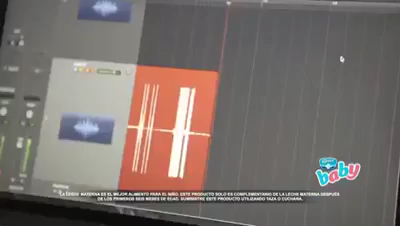 baby
LA LECHE MATERNA ES EL MEJOR ALIMENTO PARA EL NIÑO. ESTE PRODUCTO SOLO ES COMPLEMENTARIO DE LA LECHE MATERNA DESPUÉS
DE LOS PRIMEROS SEIS MESES DE EDAD. SUMINISTRE ESTE PRODUCTO UTILIZANDO TAZA O CUCHARA.